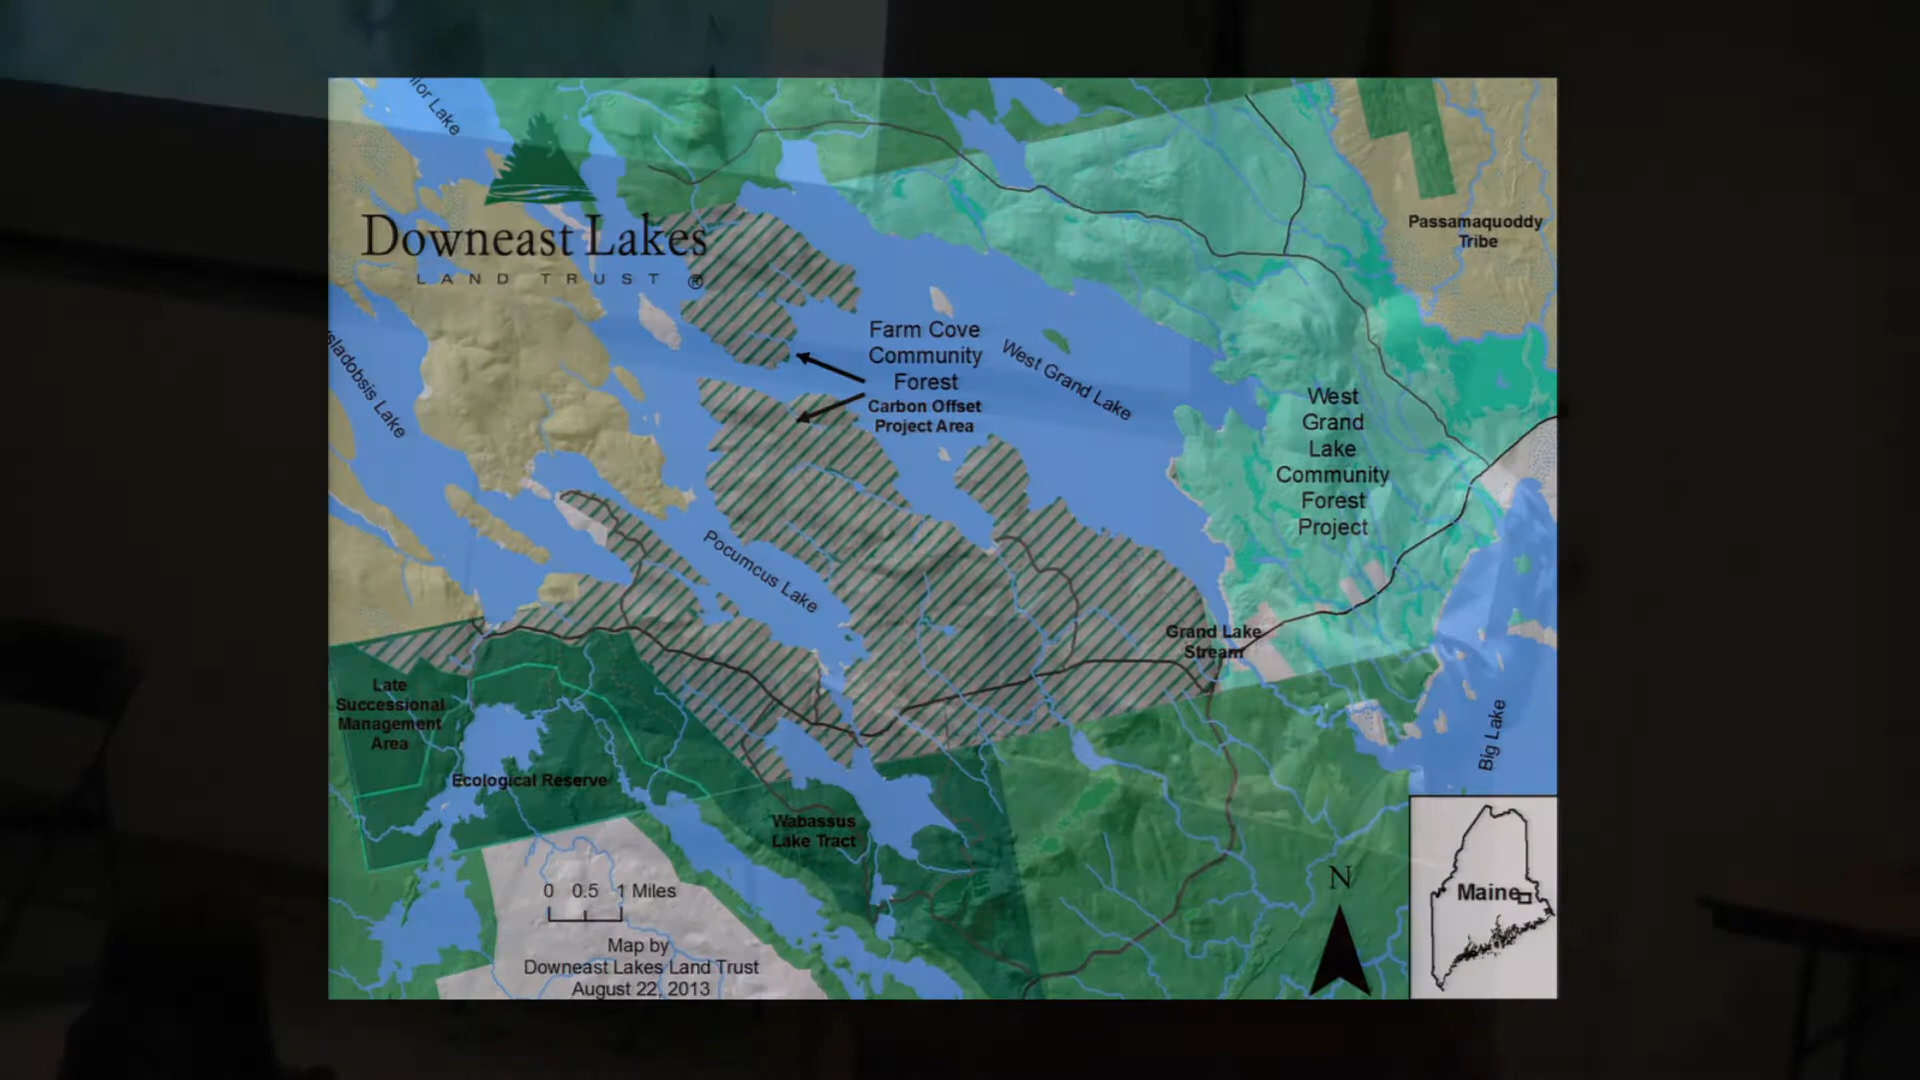 Downeast Lakes
LAND TRUST ®
Passamaquoddy
Tribe
Farm Cove
Community
Forest
Carbon Offset
Project Area
West Grand Lake
West
Grand
Lake
Community
Forest
Project
Pocumcus Lake
Grand Lake
Stream
Late
Successional
Management
Area
Ecological Reserve
Wabassus
Lake Tract
Big Lake
0 0.5 1 Miles
Map by
Downeast Lakes Land Trust
August 22, 2013
N
Maine